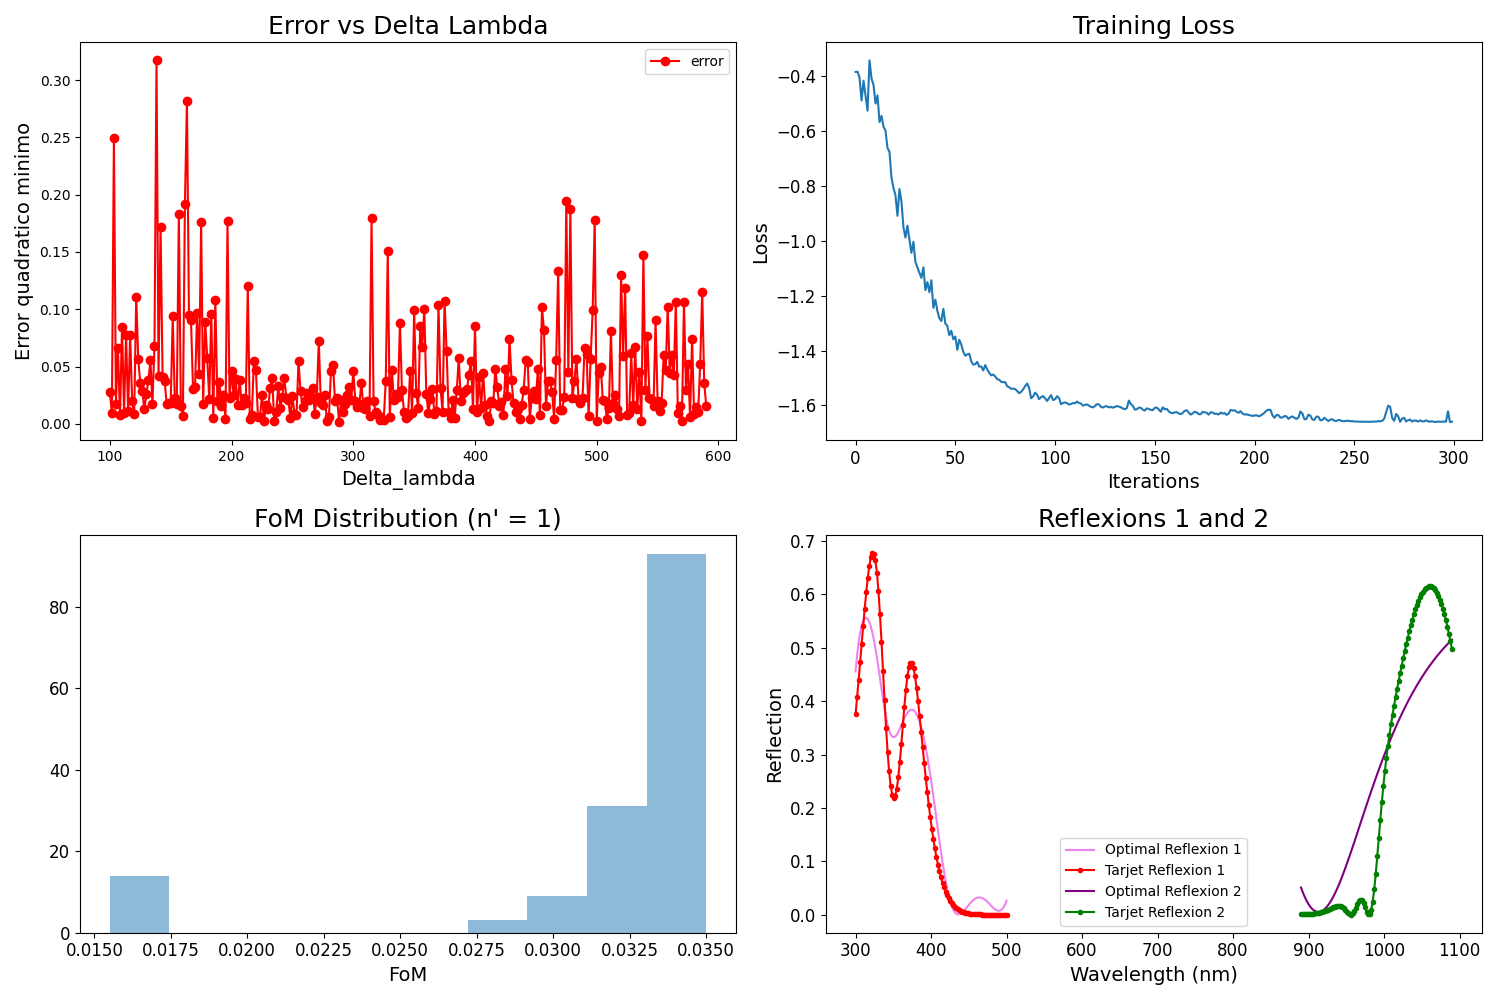 Error vs Delta Lambda
error
0.30
0.25
0.20
0.15
0.10
0.05
0.00
Error quadratico minimo
100 200 300 400 500 600
Delta_lambda
Training Loss
−0.4
−0.6
−0.8
−1.0
−1.2
−1.4
−1.6
Loss
0 50 100 150 200 250 300
Iterations
FoM Distribution (n' = 1)
80
60
40
20
0
0.0150 0.0175 0.0200 0.0225 0.0250 0.0275 0.0300 0.0325 0.0350
FoM
Reflexions 1 and 2
0.7
0.6
0.5
0.4
0.3
0.2
0.1
0.0
Reflection
Optimal Reflexion 1
Tarjet Reflexion 1
Optimal Reflexion 2
Tarjet Reflexion 2
300 400 500 600 700 800 900 1000 1100
Wavelength (nm)